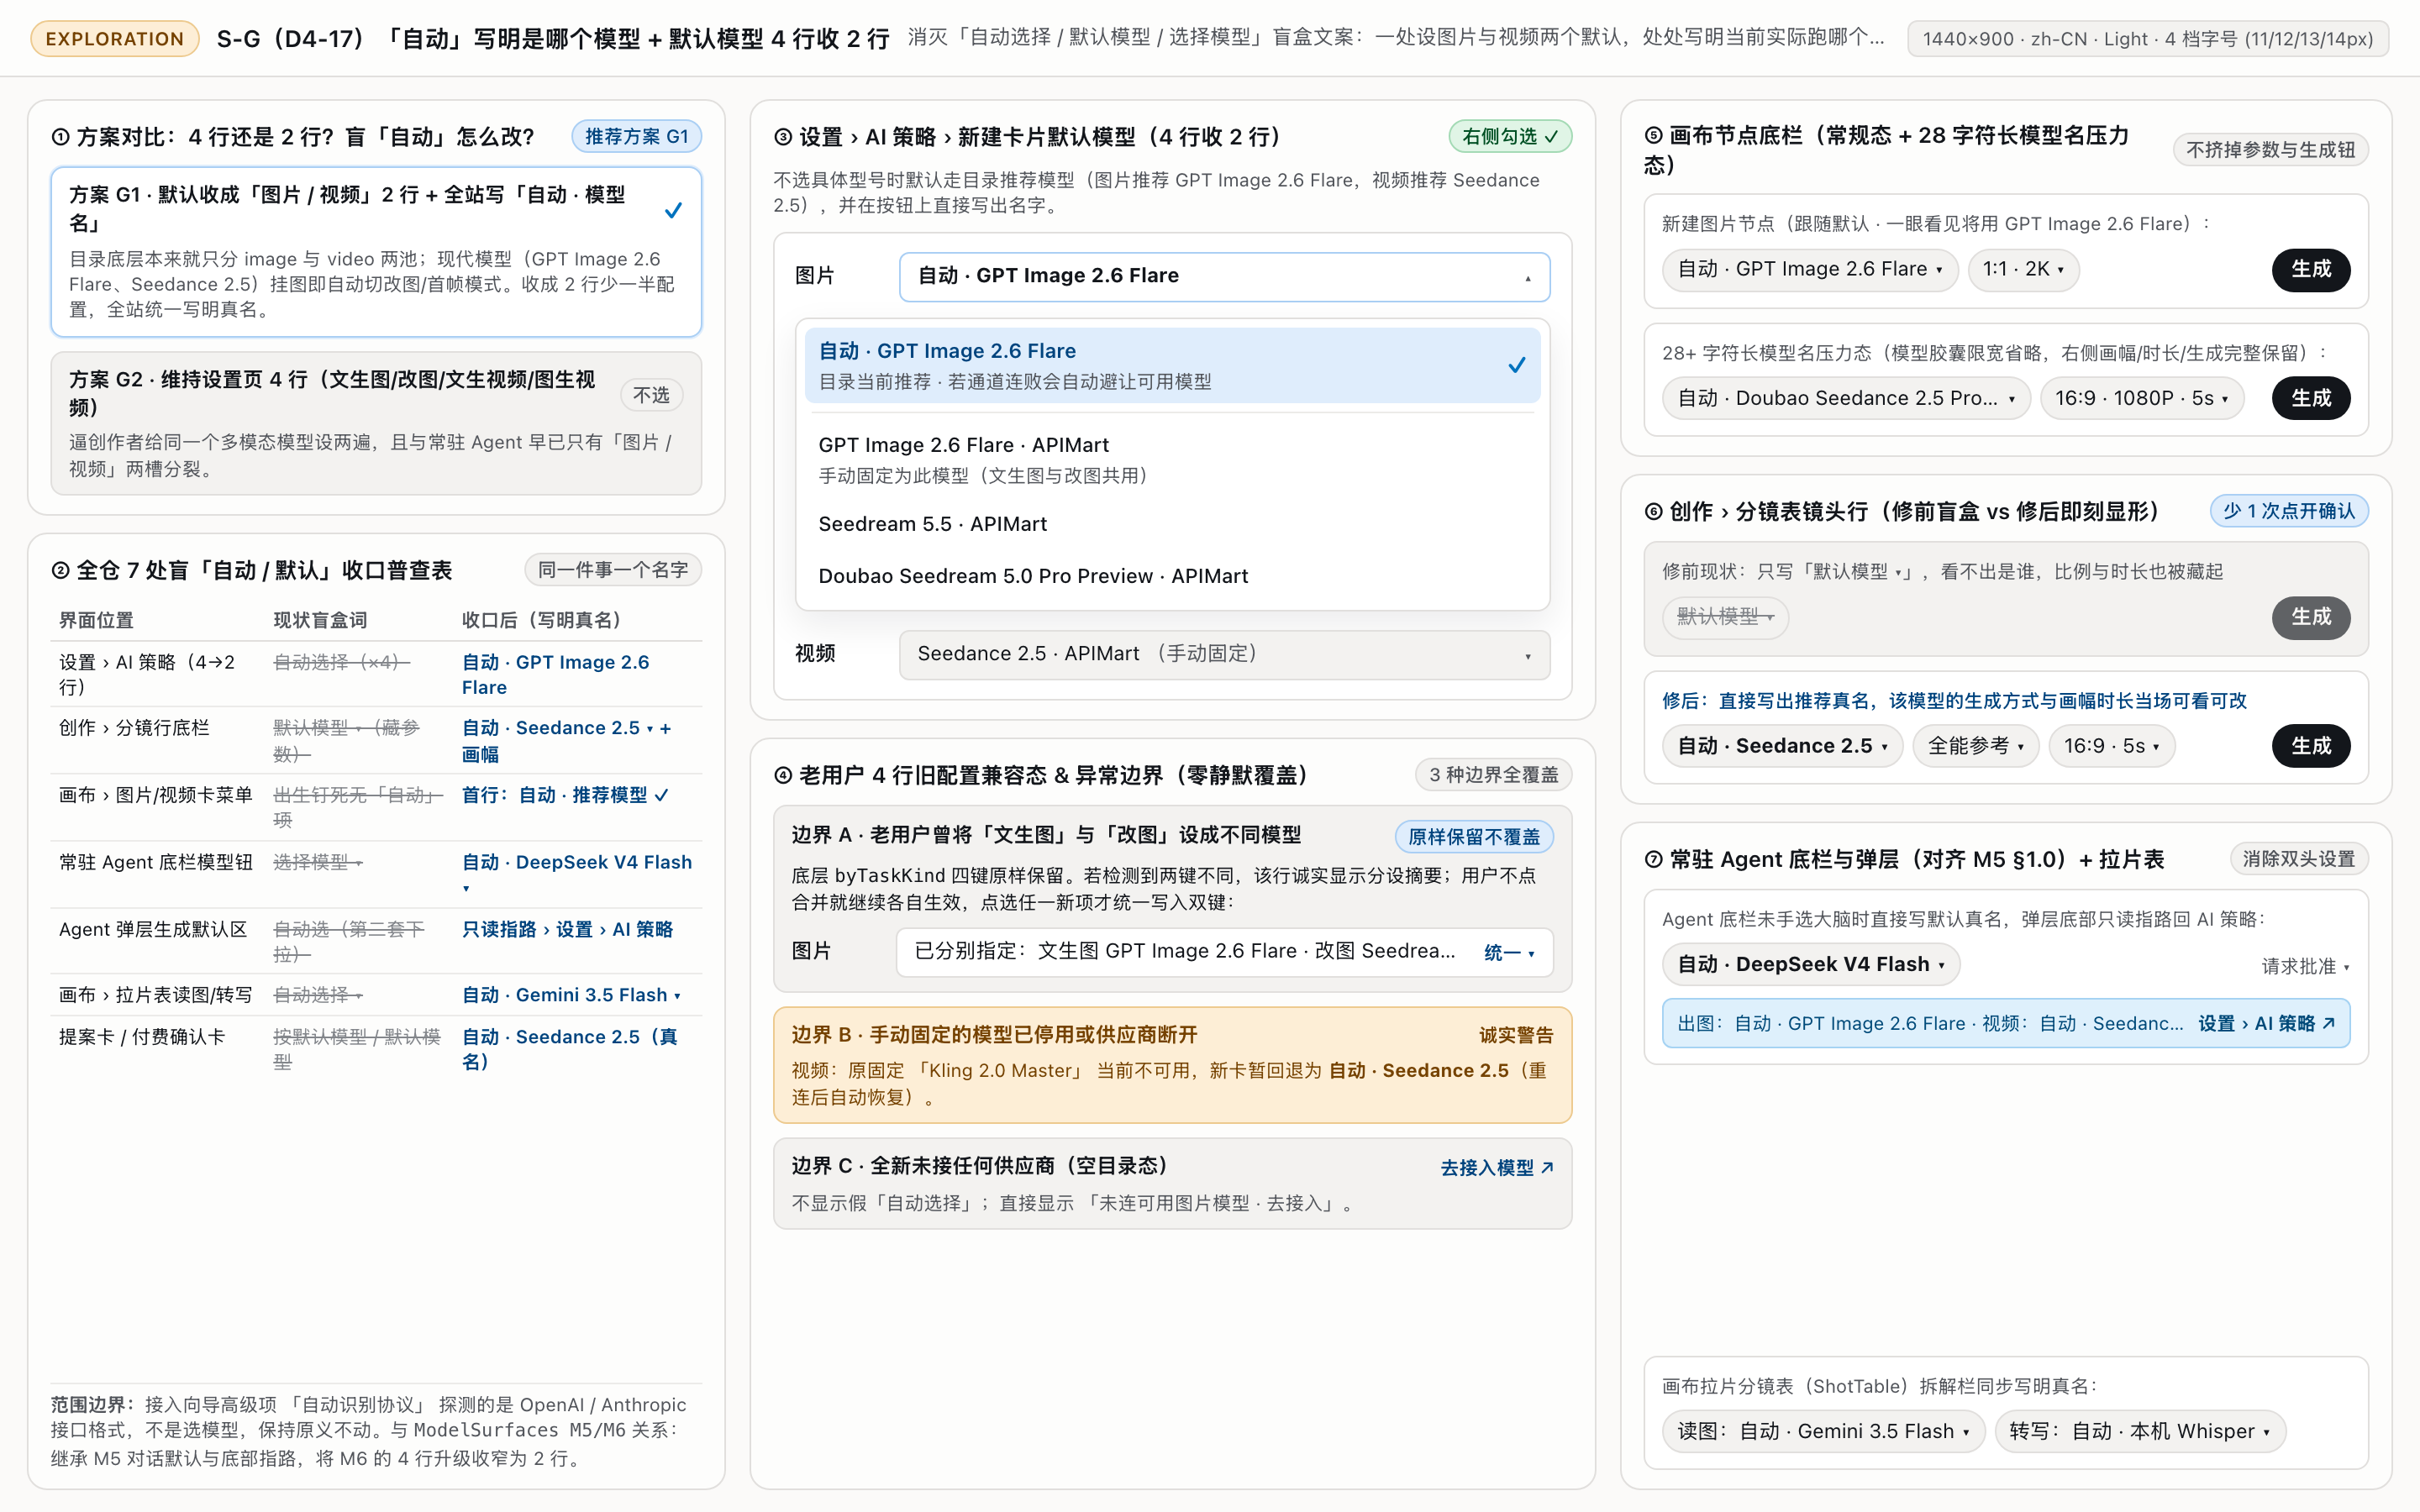 EXPLORATION
S-G（D4-17）「自动」写明是哪个模型 + 默认模型 4 行收 2 行
消灭「自动选择 / 默认模型 / 选择模型」盲盒文案：一处设图片与视频两个默认，处处写明当前实际跑哪个…
1440×900 · zh-CN · Light · 4 档字号 (11/12/13/14px)
① 方案对比：4 行还是 2 行？盲「自动」怎么改？
推荐方案 G1
方案 G1 · 默认收成「图片 / 视频」2 行 + 全站写「自动 · 模型
名」
✓
目录底层本来就只分 image 与 video 两池；现代模型（GPT Image 2.6
Flare、Seedance 2.5）挂图即自动切改图/首帧模式。收成 2 行少一半配
置，全站统一写明真名。
方案 G2 · 维持设置页 4 行（文生图/改图/文生视频/图生视
频）
不选
逼创作者给同一个多模态模型设两遍，且与常驻 Agent 早已只有「图片 /
视频」两槽分裂。
② 全仓 7 处盲「自动 / 默认」收口普查表
同一件事一个名字
界面位置 现状盲盒词 收口后（写明真名）
设置 › AI 策略（4→2
行）
自动选择（×4）
自动 · GPT Image 2.6
Flare
创作 › 分镜行底栏
默认模型 ▾（藏参
数）
自动 · Seedance 2.5 ▾ +
画幅
画布 › 图片/视频卡菜单
出生钉死无「自动」
项
首行：自动 · 推荐模型 ✓
常驻 Agent 底栏模型钮
选择模型 ▾
自动 · DeepSeek V4 Flash
▾
Agent 弹层生成默认区
自动选（第二套下
拉）
只读指路 › 设置 › AI 策略
画布 › 拉片表读图/转写
自动选择 ▾
自动 · Gemini 3.5 Flash ▾
提案卡 / 付费确认卡
按默认模型 / 默认模
型
自动 · Seedance 2.5（真
名）
范围边界：接入向导高级项 「自动识别协议」 探测的是 OpenAI / Anthropic
接口格式，不是选模型，保持原义不动。与 ModelSurfaces M5/M6 关系：
继承 M5 对话默认与底部指路，将 M6 的 4 行升级收窄为 2 行。
③ 设置 › AI 策略 › 新建卡片默认模型（4 行收 2 行）
右侧勾选 ✓
不选具体型号时默认走目录推荐模型（图片推荐 GPT Image 2.6 Flare，视频推荐 Seedance
2.5），并在按钮上直接写出名字。
图片
自动 · GPT Image 2.6 Flare ▴
自动 · GPT Image 2.6 Flare
目录当前推荐 · 若通道连败会自动避让可用模型
✓
GPT Image 2.6 Flare · APIMart
手动固定为此模型（文生图与改图共用）
Seedream 5.5 · APIMart
Doubao Seedream 5.0 Pro Preview · APIMart
视频
Seedance 2.5 · APIMart （手动固定） ▾
④ 老用户 4 行旧配置兼容态 & 异常边界（零静默覆盖）
3 种边界全覆盖
边界 A · 老用户曾将「文生图」与「改图」设成不同模型
原样保留不覆盖
底层 byTaskKind 四键原样保留。若检测到两键不同，该行诚实显示分设摘要；用户不点
合并就继续各自生效，点选任一新项才统一写入双键：
图片
已分别指定：文生图 GPT Image 2.6 Flare · 改图 Seedrea… 统一 ▾
边界 B · 手动固定的模型已停用或供应商断开
诚实警告
视频：原固定 「Kling 2.0 Master」 当前不可用，新卡暂回退为 自动 · Seedance 2.5（重
连后自动恢复）。
边界 C · 全新未接任何供应商（空目录态）
去接入模型 ↗
不显示假「自动选择」；直接显示 「未连可用图片模型 · 去接入」。
⑤ 画布节点底栏（常规态 + 28 字符长模型名压力
态）
不挤掉参数与生成钮
新建图片节点（跟随默认 · 一眼看见将用 GPT Image 2.6 Flare）：
自动 · GPT Image 2.6 Flare ▾ 1:1 · 2K ▾ 生成
28+ 字符长模型名压力态（模型胶囊限宽省略，右侧画幅/时长/生成完整保留）：
自动 · Doubao Seedance 2.5 Pro… ▾ 16:9 · 1080P · 5s ▾ 生成
⑥ 创作 › 分镜表镜头行（修前盲盒 vs 修后即刻显形）
少 1 次点开确认
修前现状：只写「默认模型 ▾」，看不出是谁，比例与时长也被藏起
默认模型 ▾ 生成
修后：直接写出推荐真名，该模型的生成方式与画幅时长当场可看可改
自动 · Seedance 2.5 ▾ 全能参考 ▾ 16:9 · 5s ▾ 生成
⑦ 常驻 Agent 底栏与弹层（对齐 M5 §1.0）+ 拉片表
消除双头设置
Agent 底栏未手选大脑时直接写默认真名，弹层底部只读指路回 AI 策略：
自动 · DeepSeek V4 Flash ▾ 请求批准 ▾
出图：自动 · GPT Image 2.6 Flare · 视频：自动 · Seedanc… 设置 › AI 策略 ↗
画布拉片分镜表（ShotTable）拆解栏同步写明真名：
读图：自动 · Gemini 3.5 Flash ▾ 转写：自动 · 本机 Whisper ▾